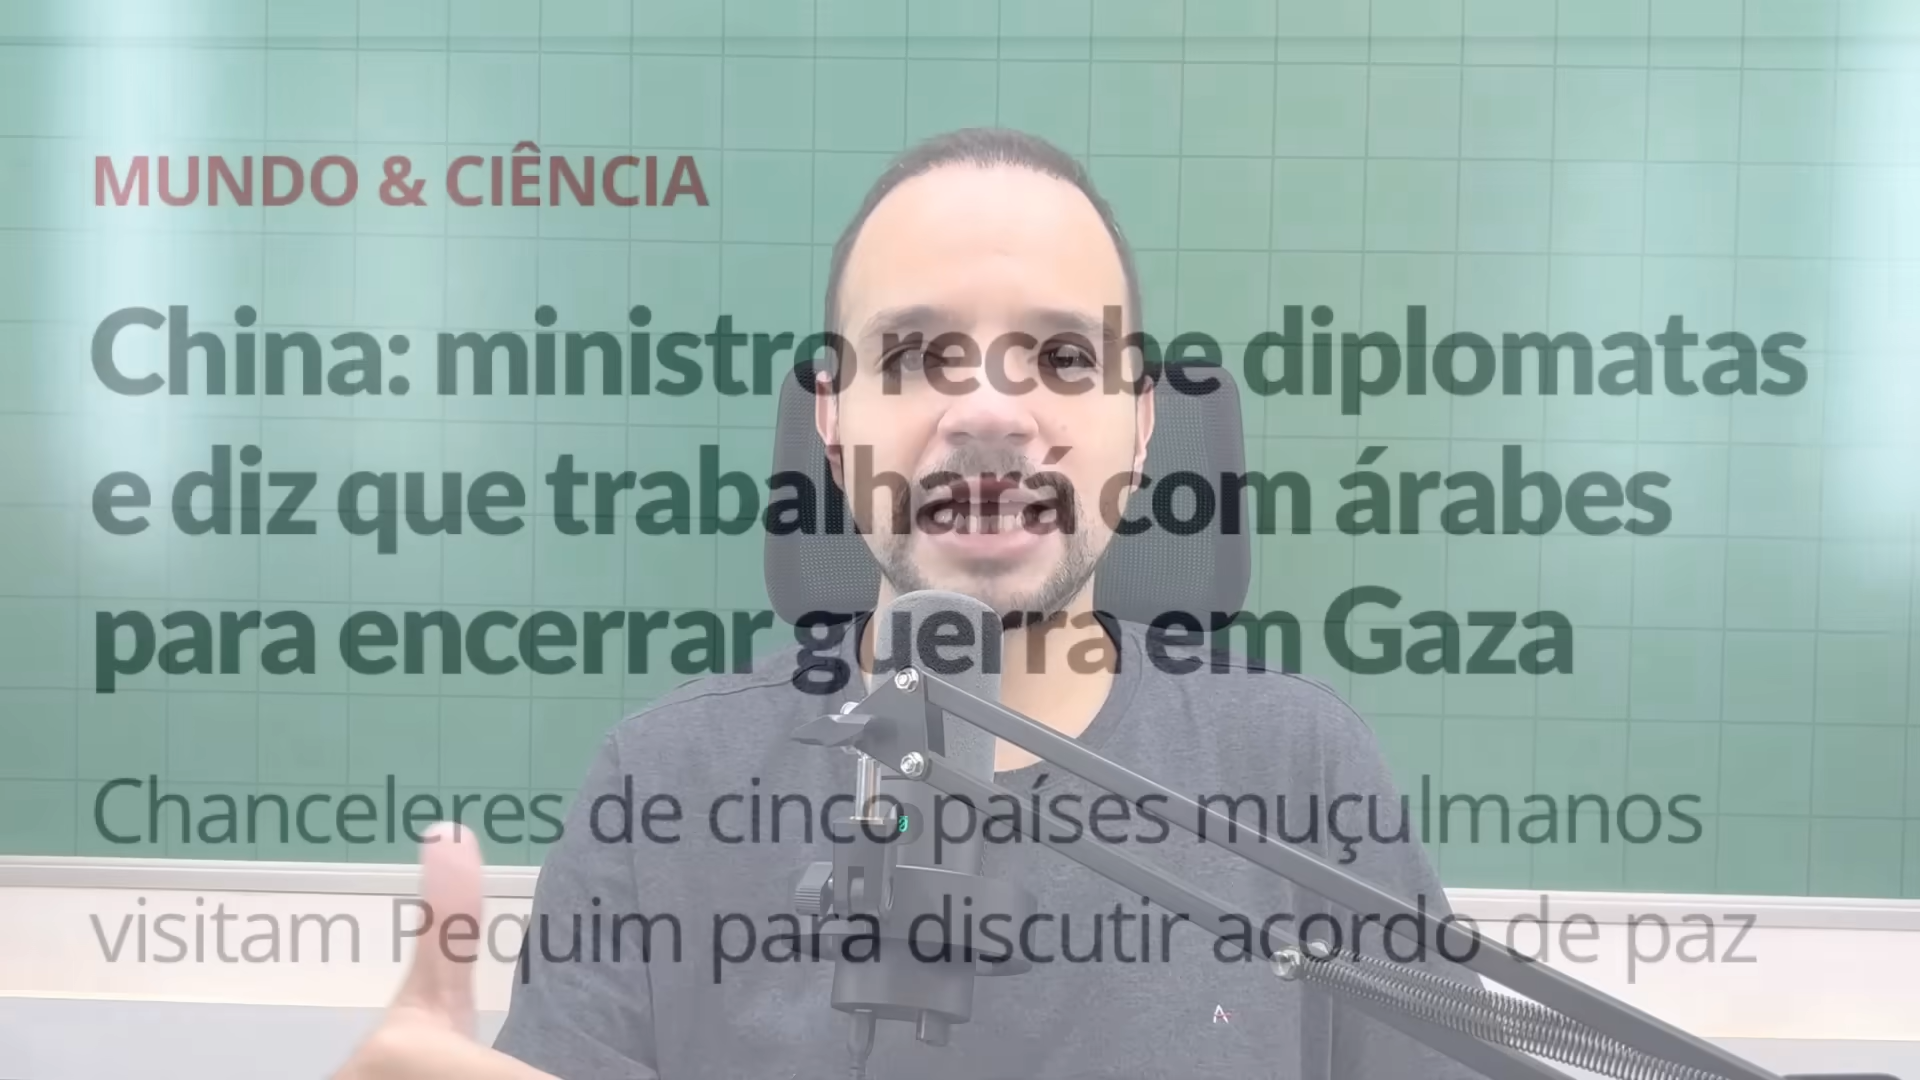 MUNDO & CIÊNCIA
China: ministro recebe diplomatas
e diz que trabalhará com árabes
para encerrar guerra em Gaza
Chanceleres de cinco países muçulmanos
visitam Pequim para discutir acordo de paz